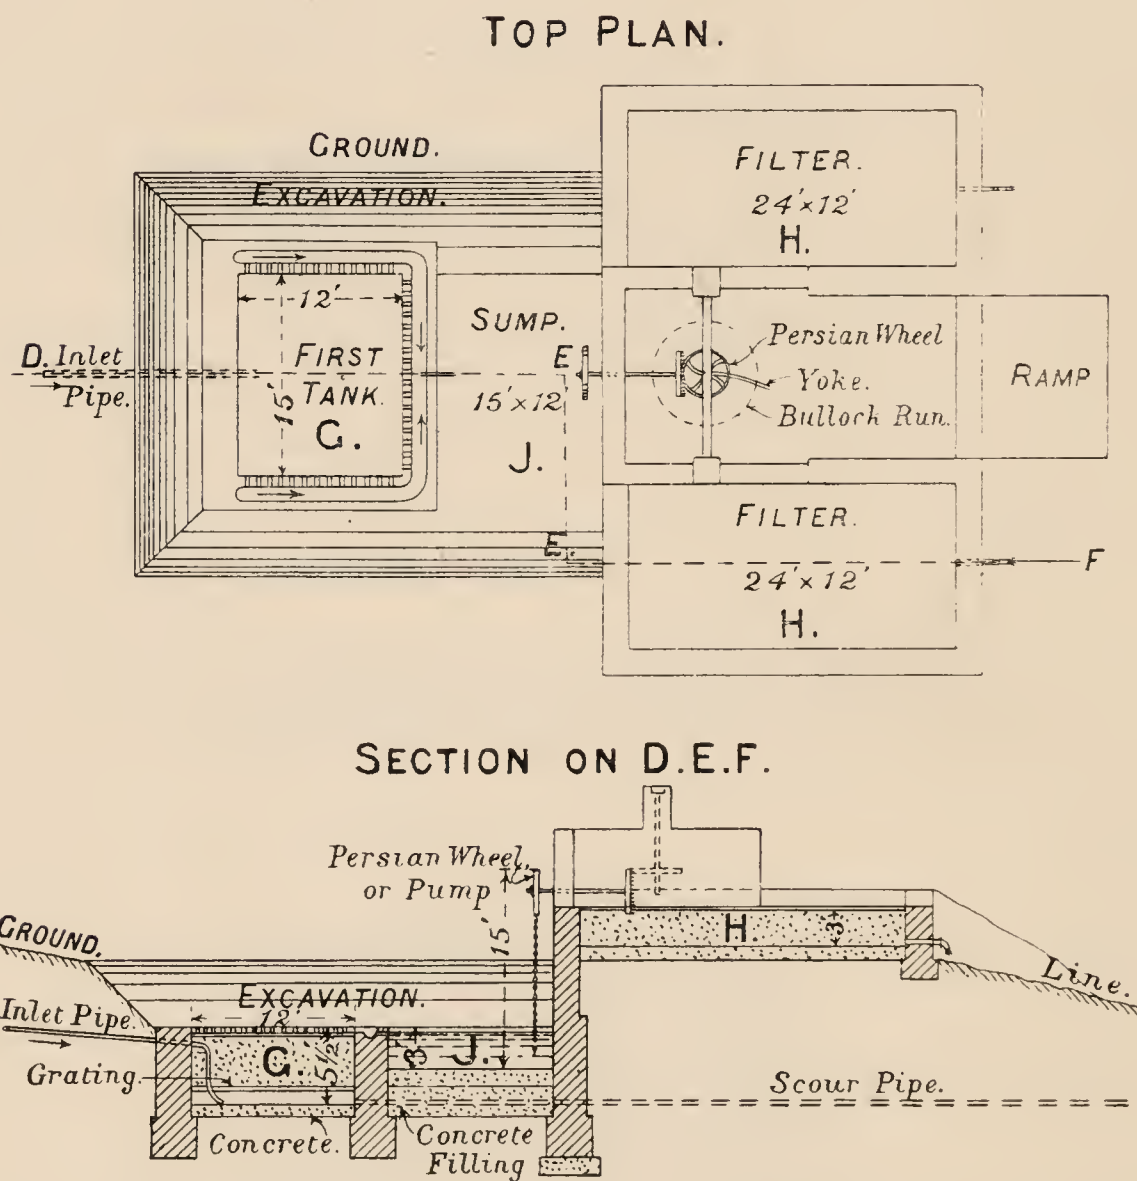 TOP PLAN.
GROUND.
EXCAVATION.
FILTER.
24'×12'
H.
12'
SUMP.
Persian Wheel
D. Inlet
Pipe.
FIRST
TANK.
15'
G.
E
15'×12'
J.
Yoke.
Bullock Run.
RAMP
FILTER.
E.
24'×12'
F
H.
SECTION ON D.E.F.
Persian Wheel,
or Pump
15'
H.
3'
GROUND.
Line.
EXCAVATION.
12'
Inlet Pipe.
G.
5½'
3'
J.
Grating.
Scour Pipe.
Concrete.
Concrete
Filling